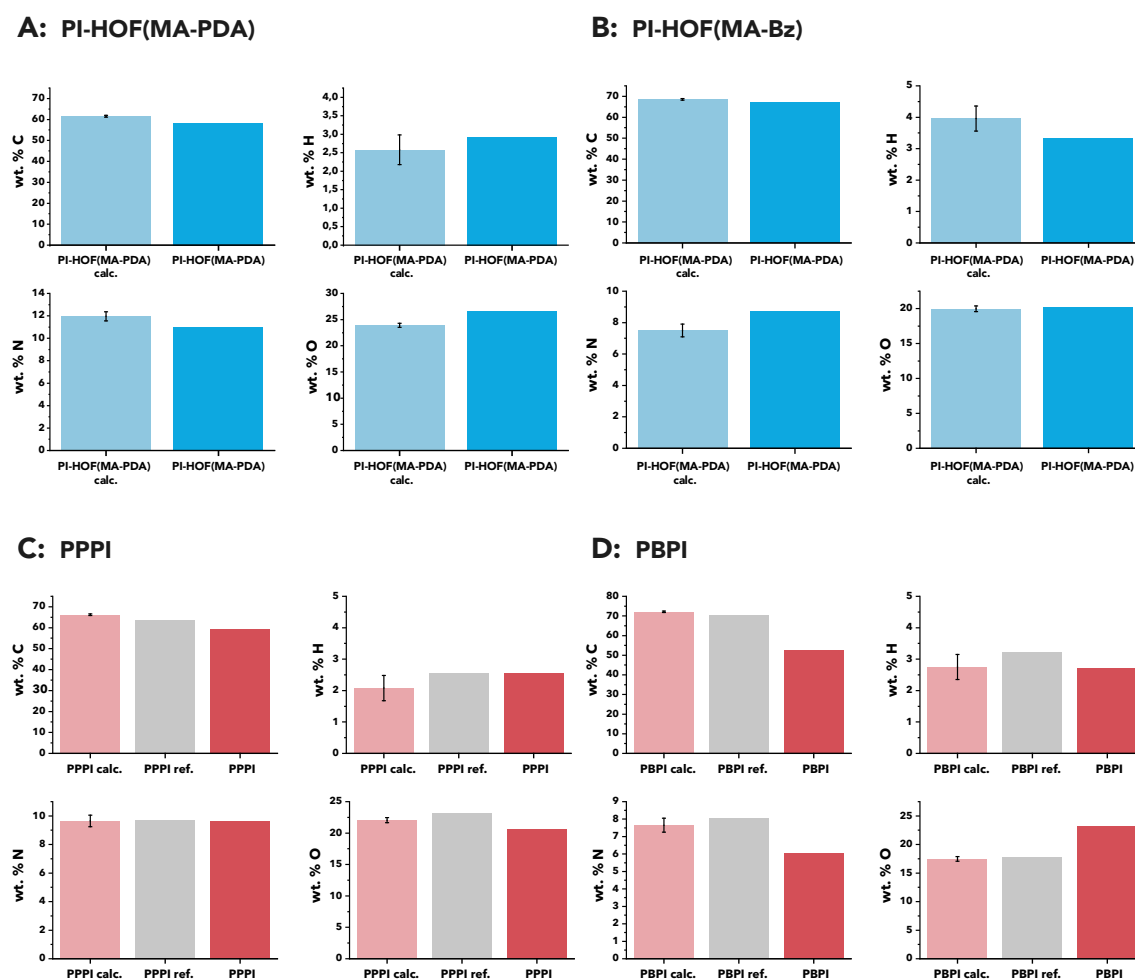 A: PI-HOF(MA-PDA)
wt. % C
70
60
50
40
30
20
10
0
PI-HOF(MA-PDA) calc.
PI-HOF(MA-PDA)
wt. % H
4,0
3,5
3,0
2,5
2,0
1,5
1,0
0,5
0,0
PI-HOF(MA-PDA) calc.
PI-HOF(MA-PDA)
wt. % N
14
12
10
8
6
4
2
0
PI-HOF(MA-PDA) calc.
PI-HOF(MA-PDA)
wt. % O
30
25
20
15
10
5
0
PI-HOF(MA-PDA) calc.
PI-HOF(MA-PDA)
B: PI-HOF(MA-Bz)
wt. % C
70
60
50
40
30
20
10
0
PI-HOF(MA-PDA) calc.
PI-HOF(MA-PDA)
wt. % H
5
4
3
2
1
0
PI-HOF(MA-PDA) calc.
PI-HOF(MA-PDA)
wt. % N
10
8
6
4
2
0
PI-HOF(MA-PDA) calc.
PI-HOF(MA-PDA)
wt. % O
20
15
10
5
0
PI-HOF(MA-PDA) calc.
PI-HOF(MA-PDA)
C: PPPI
wt. % C
70
60
50
40
30
20
10
0
PPPI calc.
PPPI ref.
PPPI
wt. % H
5
4
3
2
1
0
PPPI calc.
PPPI ref.
PPPI
wt. % N
10
8
6
4
2
0
PPPI calc.
PPPI ref.
PPPI
wt. % O
25
20
15
10
5
0
PPPI calc.
PPPI ref.
PPPI
D: PBPI
wt. % C
80
70
60
50
40
30
20
10
0
PBPI calc.
PBPI ref.
PBPI
wt. % H
5
4
3
2
1
0
PBPI calc.
PBPI ref.
PBPI
wt. % N
9
8
7
6
5
4
3
2
1
0
PBPI calc.
PBPI ref.
PBPI
wt. % O
25
20
15
10
5
0
PBPI calc.
PBPI ref.
PBPI